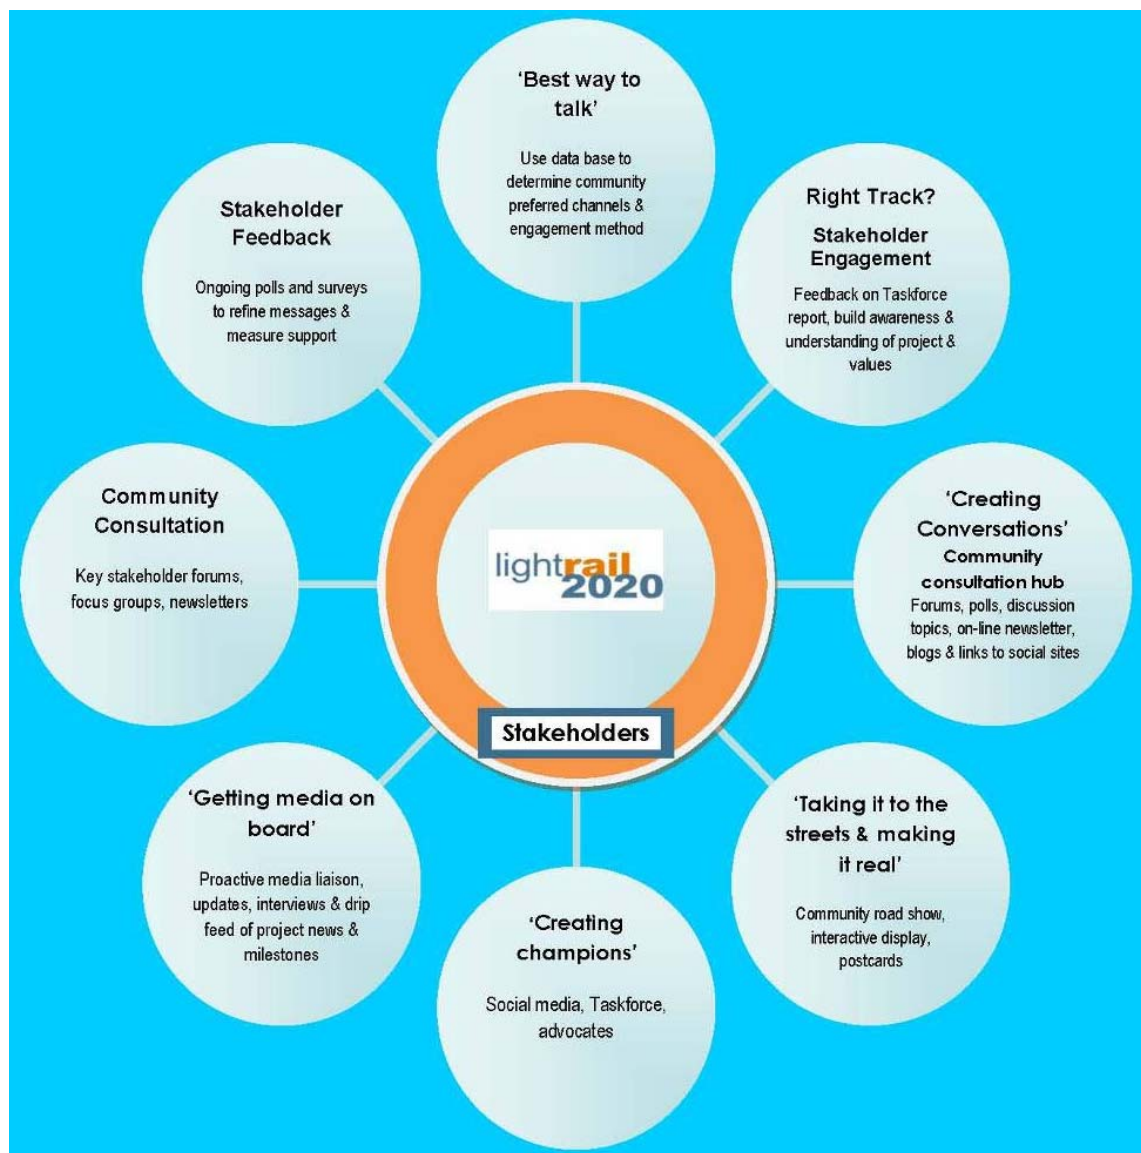 ‘Best way to
talk’
Use data base to
determine community
preferred channels &
engagement method
Right Track?
Stakeholder
Engagement
Feedback on Taskforce
report, build awareness &
understanding of project &
values
‘Creating
Conversations’
Community
consultation hub
Forums, polls, discussion
topics, on-line newsletter,
blogs & links to social sites
‘Taking it to the
streets & making
it real’
Community road show,
interactive display,
postcards
‘Creating
champions’
Social media, Taskforce,
advocates
‘Getting media on
board’
Proactive media liaison,
updates, interviews & drip
feed of project news &
milestones
Community
Consultation
Key stakeholder forums,
focus groups, newsletters
Stakeholder
Feedback
Ongoing polls and surveys
to refine messages &
measure support
lightrail
2020
Stakeholders